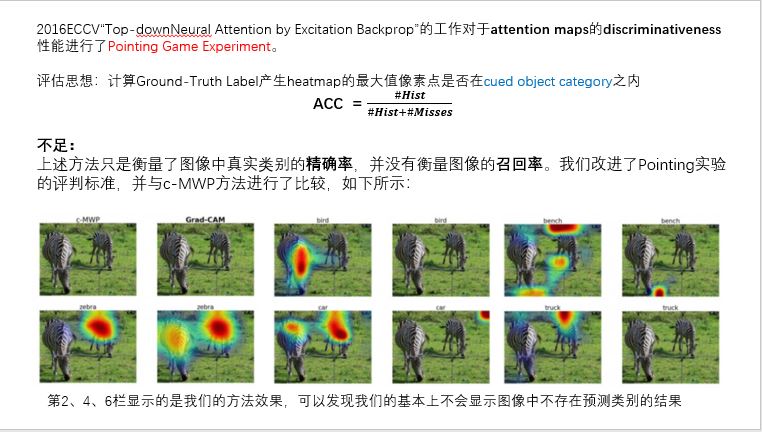 2016ECCV“Top-downNeural Attention by Excitation Backprop”的工作对于attention maps的discriminativeness
性能进行了Pointing Game Experiment。
评估思想：计算Ground-Truth Label产生heatmap的最大值像素点是否在cued object category之内
ACC = #Hist / #Hist+#Misses
不足：
上述方法只是衡量了图像中真实类别的精确率，并没有衡量图像的召回率。我们改进了Pointing实验
的评判标准，并与c-MWP方法进行了比较，如下所示：
c-MWP Grad-CAM bird bird bench bench
zebra zebra car car truck truck
第2、4、6栏显示的是我们的方法效果，可以发现我们的基本上不会显示图像中不存在预测类别的结果